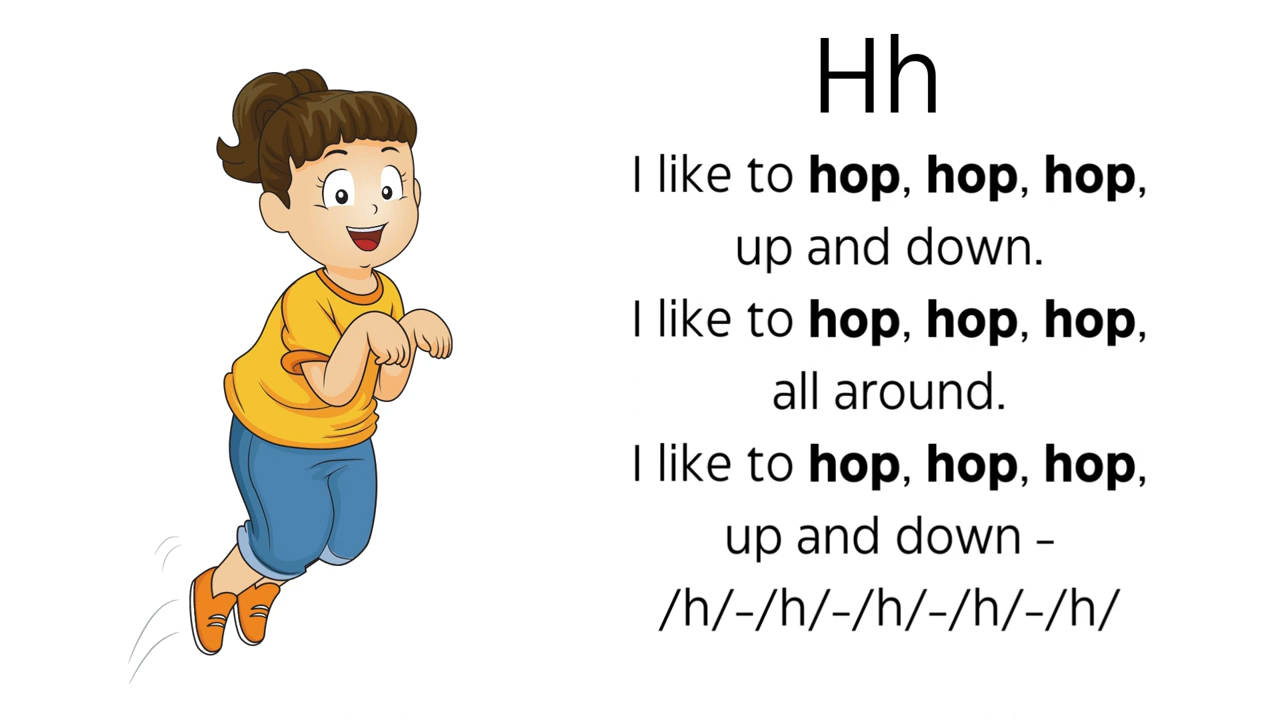 Hh
I like to hop, hop, hop,
up and down.
I like to hop, hop, hop,
all around.
I like to hop, hop, hop,
up and down –
/h/–/h/–/h/–/h/–/h/